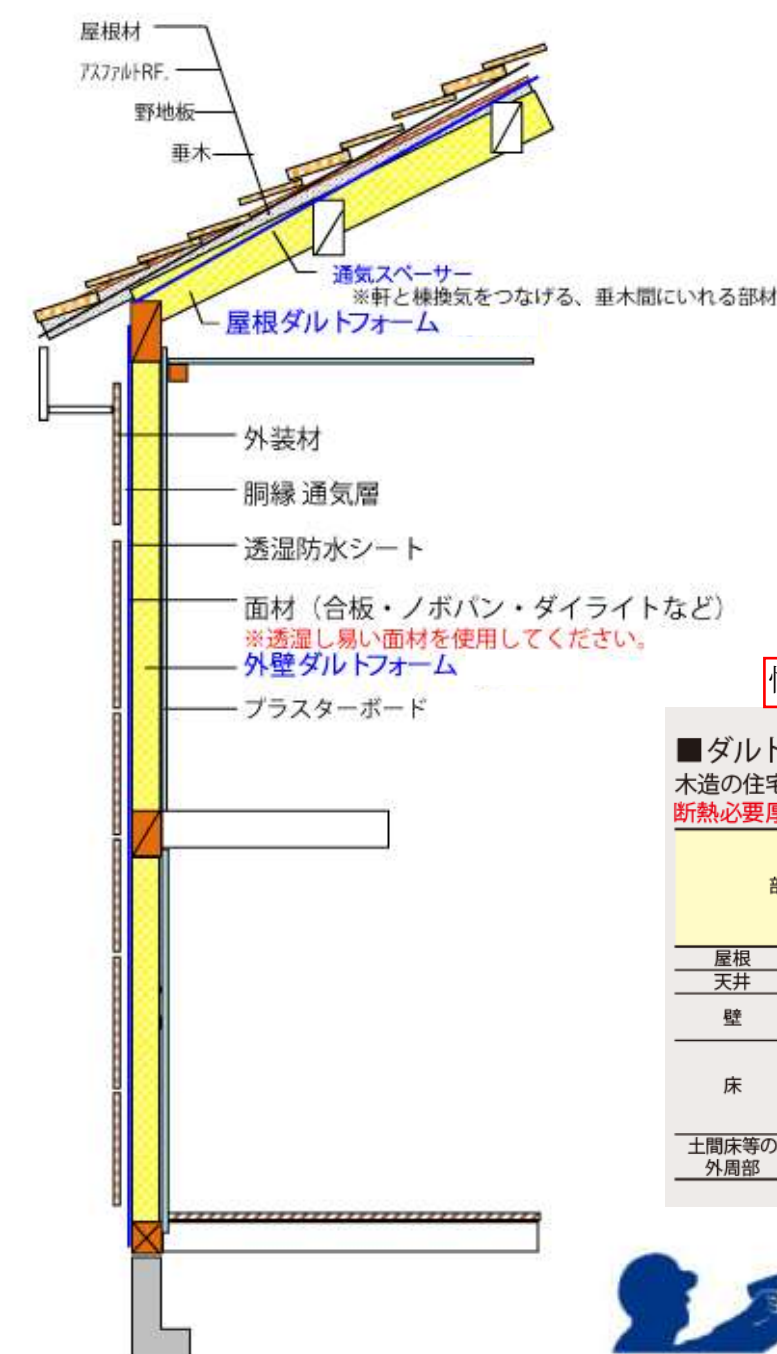 屋根材
アスファルトRF.
野地板
垂木
通気スペーサー
※軒と棟換気をつなげる、垂木間にいれる部材
屋根ダルトフォーム
外装材
胴縁 通気層
透湿防水シート
面材（合板・ノボパン・ダイライトなど）
※透湿し易い面材を使用してください。
外壁ダルトフォーム
プラスターボード
■ダルト
木造の住宅
断熱必要厚
屋根
天井
壁
床
土間床等の
外周部